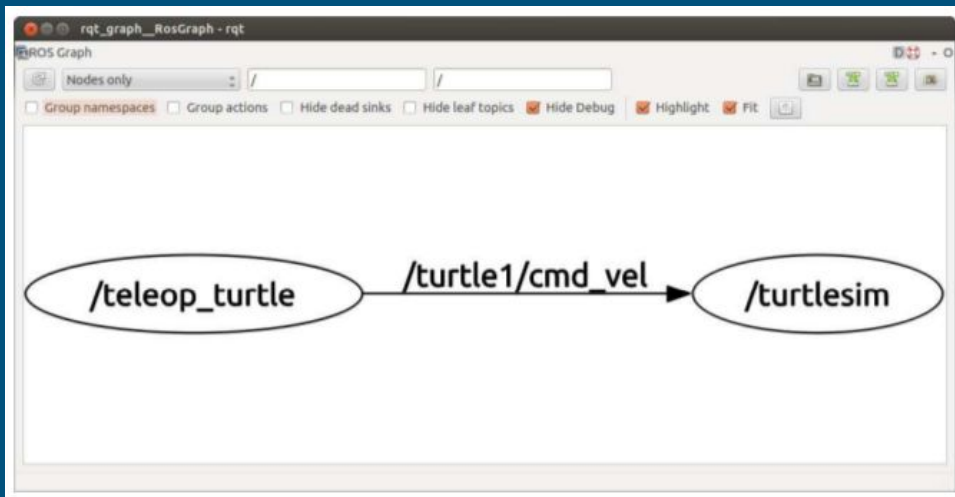 rqt_graph__RosGraph - rqt
ROS Graph
D - O
Nodes only / /
Group namespaces Group actions Hide dead sinks Hide leaf topics Hide Debug Highlight Fit
/teleop_turtle /turtle1/cmd_vel /turtlesim